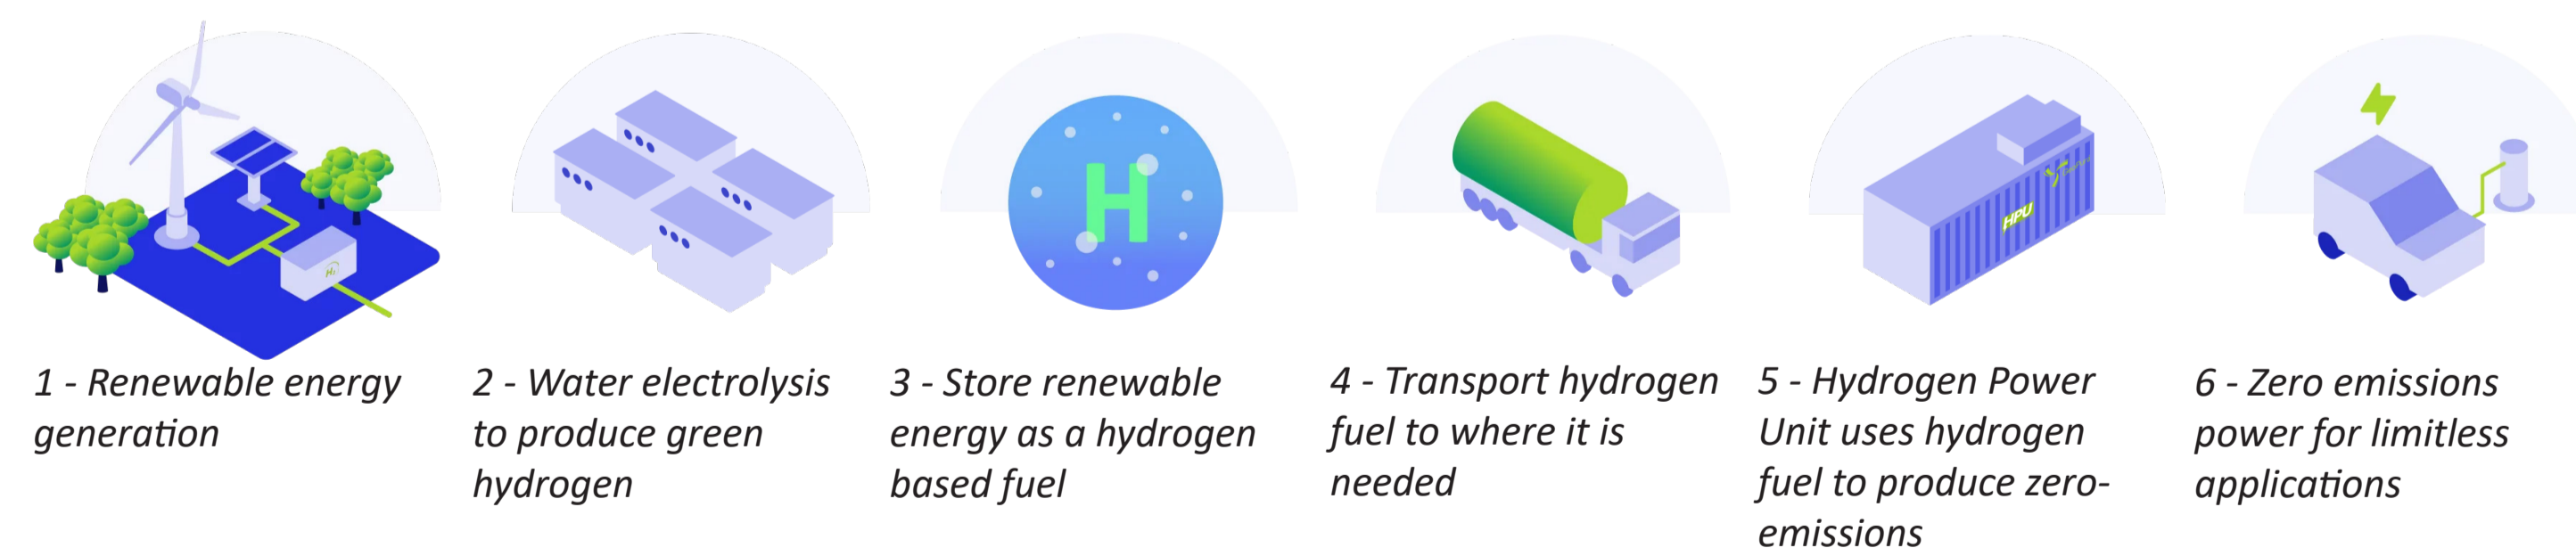 H₂
H
HPU
1 - Renewable energy
generation
2 - Water electrolysis
to produce green
hydrogen
3 - Store renewable
energy as a hydrogen
based fuel
4 - Transport hydrogen
fuel to where it is
needed
5 - Hydrogen Power
Unit uses hydrogen
fuel to produce zero-
emissions
6 - Zero emissions
power for limitless
applications